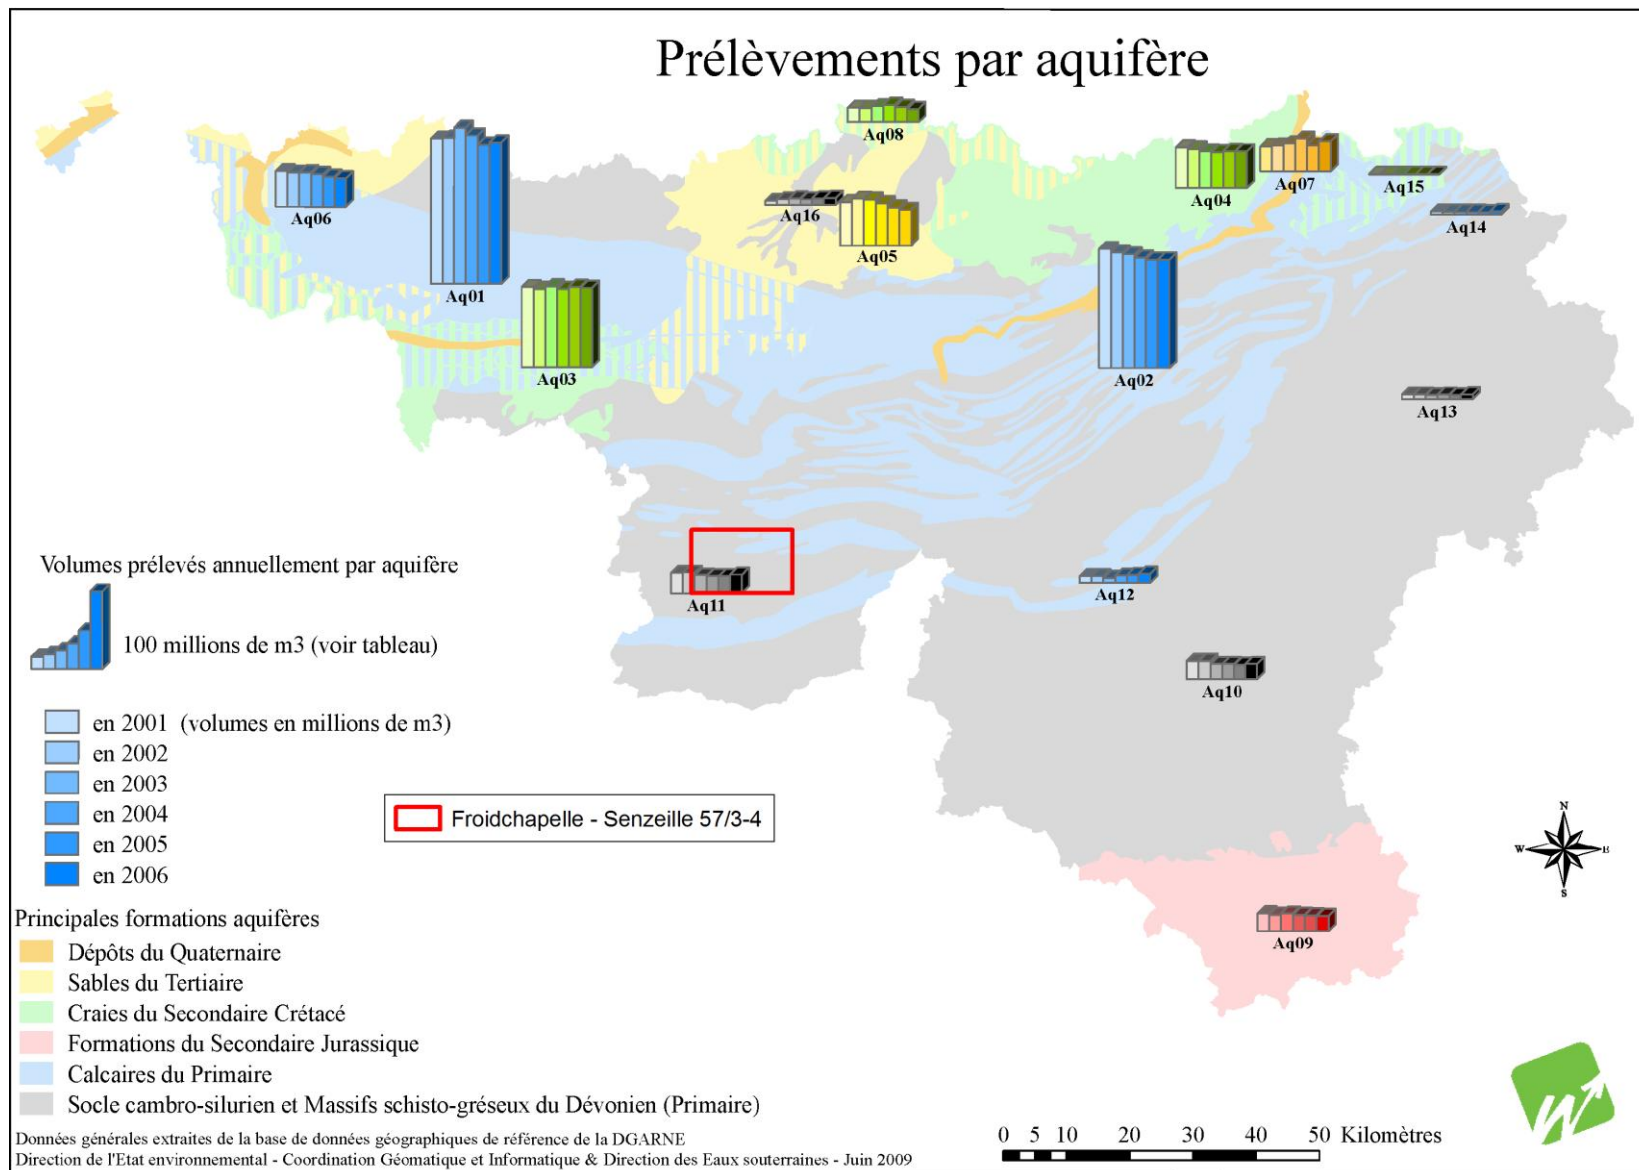 Prélèvements par aquifère
Aq08
Aq06
Aq16
Aq04
Aq07
Aq15
Aq14
Aq05
Aq01
Aq03
Aq02
Aq13
Volumes prélevés annuellement par aquifère
100 millions de m3 (voir tableau)
Aq11
Aq12
Aq10
en 2001 (volumes en millions de m3)
en 2002
en 2003
en 2004
en 2005
en 2006
Froidchapelle - Senzeille 57/3-4
N
W E
S
Aq09
Principales formations aquifères
Dépôts du Quaternaire
Sables du Tertiaire
Craies du Secondaire Crétacé
Formations du Secondaire Jurassique
Calcaires du Primaire
Socle cambro-silurien et Massifs schisto-gréseux du Dévonien (Primaire)
Données générales extraites de la base de données géographiques de référence de la DGARNE
Direction de l'Etat environnemental - Coordination Géomatique et Informatique & Direction des Eaux souterraines - Juin 2009
0 5 10 20 30 40 50 Kilomètres
W